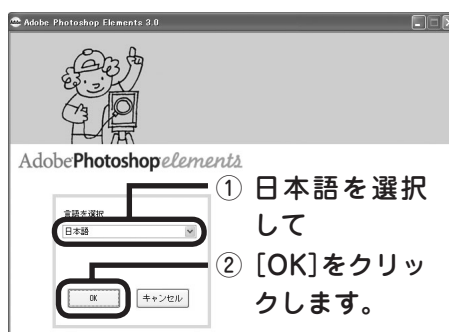 Adobe Photoshop Elements 3.0
AdobePhotoshopelements
① 日本語を選択
して
言語を選択
日本語
② [OK]をクリッ
クします。
OK
キャンセル